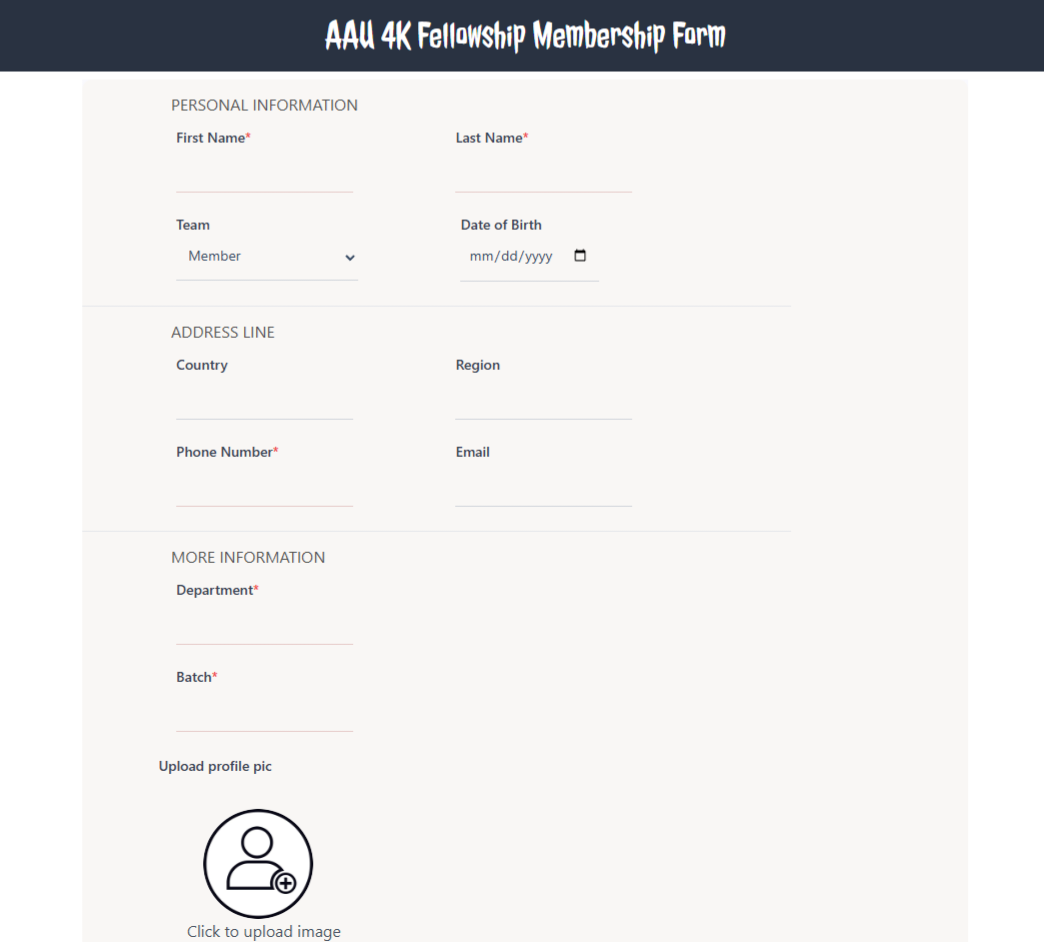 AAU 4K Fellowship Membership Form
PERSONAL INFORMATION
First Name* Last Name*
Team Date of Birth
Member mm/dd/yyyy
ADDRESS LINE
Country Region
Phone Number* Email
MORE INFORMATION
Department*
Batch*
Upload profile pic
Click to upload image